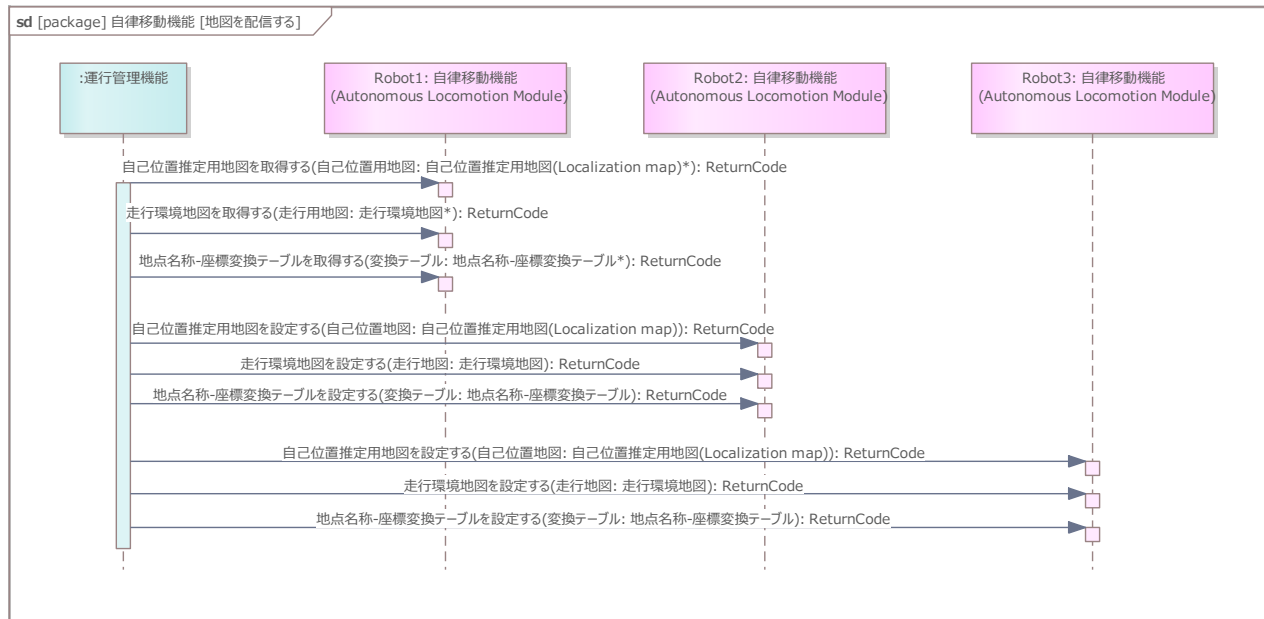 sd [package] 自律移動機能 [地図を配信する]
:運行管理機能
Robot1: 自律移動機能
(Autonomous Locomotion Module)
Robot2: 自律移動機能
(Autonomous Locomotion Module)
Robot3: 自律移動機能
(Autonomous Locomotion Module)
自己位置推定用地図を取得する(自己位置用地図: 自己位置推定用地図(Localization map)*): ReturnCode
走行環境地図を取得する(走行用地図: 走行環境地図*): ReturnCode
地点名称-座標変換テーブルを取得する(変換テーブル: 地点名称-座標変換テーブル*): ReturnCode
自己位置推定用地図を設定する(自己位置地図: 自己位置推定用地図(Localization map)): ReturnCode
走行環境地図を設定する(走行地図: 走行環境地図): ReturnCode
地点名称-座標変換テーブルを設定する(変換テーブル: 地点名称-座標変換テーブル): ReturnCode
自己位置推定用地図を設定する(自己位置地図: 自己位置推定用地図(Localization map)): ReturnCode
走行環境地図を設定する(走行地図: 走行環境地図): ReturnCode
地点名称-座標変換テーブルを設定する(変換テーブル: 地点名称-座標変換テーブル): ReturnCode